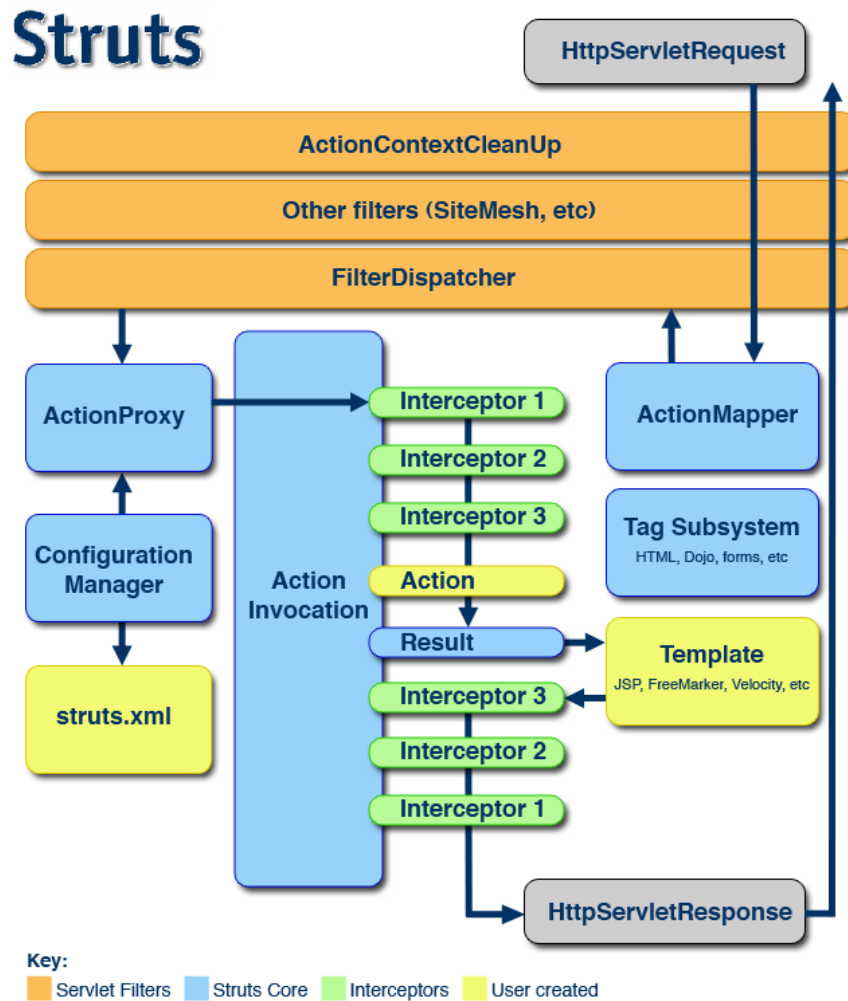 Struts
HttpServletRequest
ActionContextCleanUp
Other filters (SiteMesh, etc)
FilterDispatcher
ActionProxy
Interceptor 1
ActionMapper
Interceptor 2
Interceptor 3
Tag Subsystem
HTML, Dojo, forms, etc
Configuration
Manager
Action
Invocation
Action
Result
Template
JSP, FreeMarker, Velocity, etc
struts.xml
Interceptor 3
Interceptor 2
Interceptor 1
HttpServletResponse
Key:
Servlet Filters
Struts Core
Interceptors
User created